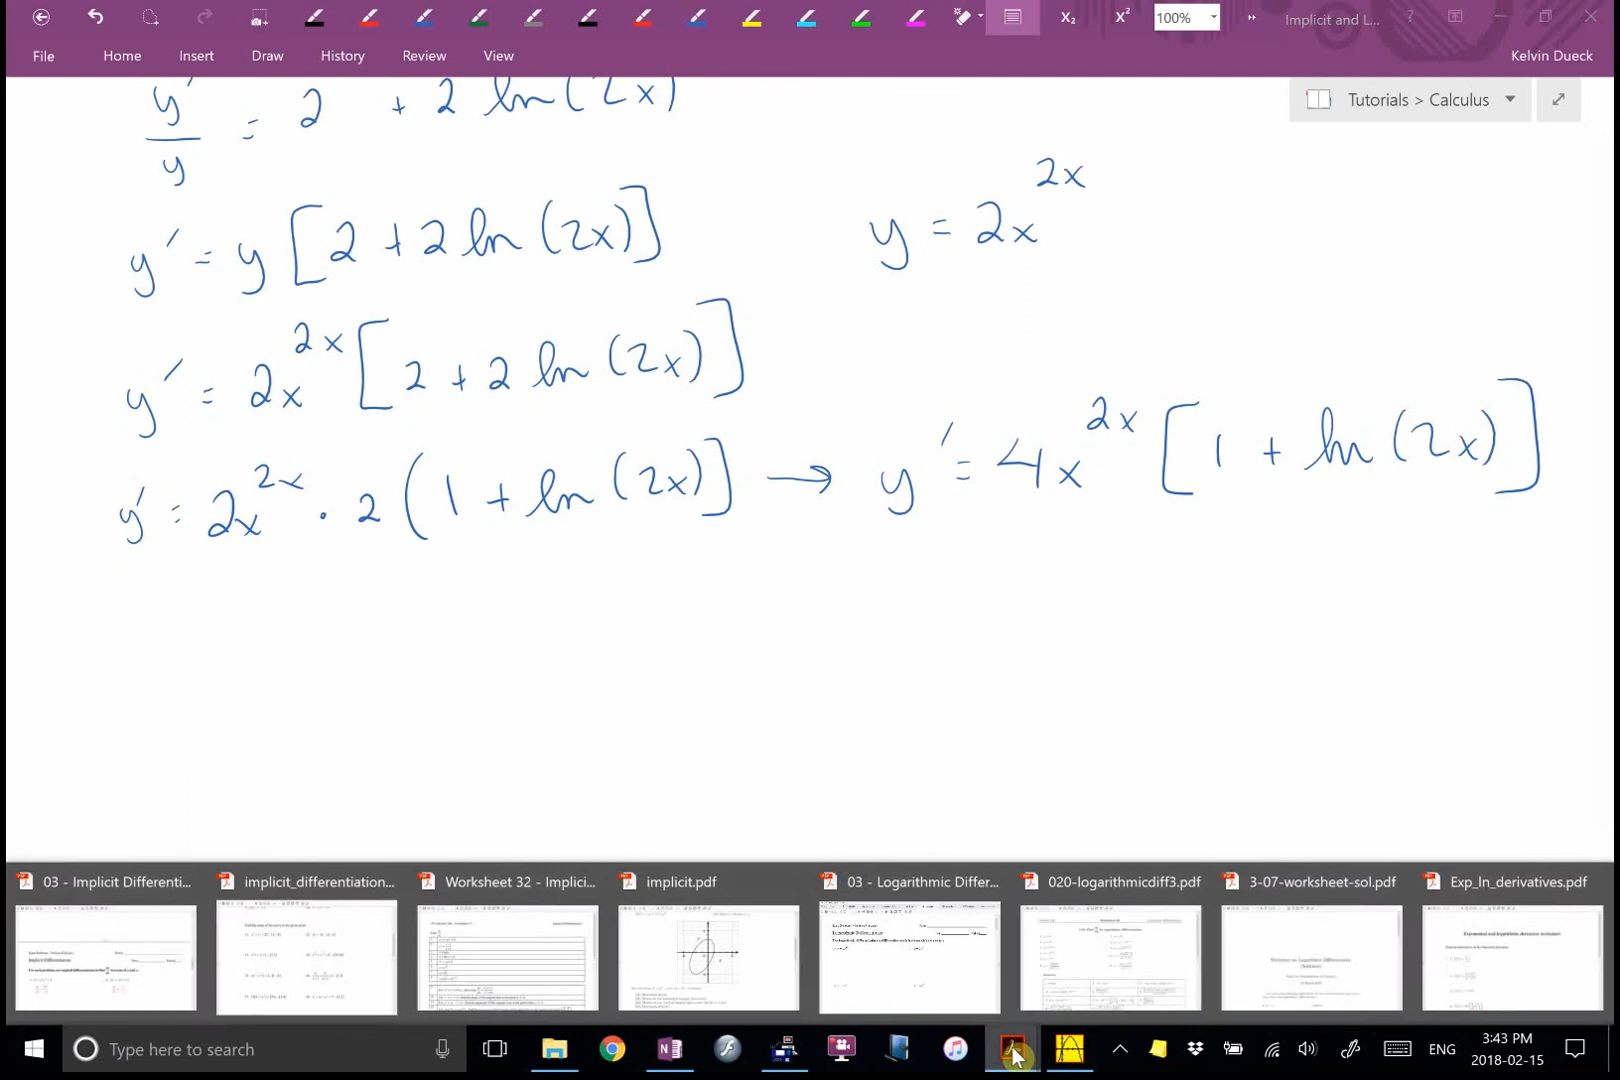 X₂ X² 100% » Implicit and L... ?
File Home Insert Draw History Review View Kelvin Dueck
Tutorials > Calculus
y'/y = 2 + 2 ln(2x)
y' = y [2 + 2 ln (2x)]
y = 2x^2x
y' = 2x^2x [2 + 2 ln (2x)]
y' = 2x^2x · 2 (1 + ln (2x)] → y' = 4x^2x [1 + ln (2x)]
03 - Implicit Differenti... implicit_differentiation... Worksheet 32 - Implici... implicit.pdf 03 - Logarithmic Differ... 020-logarithmicdiff3.pdf 3-07-worksheet-sol.pdf Exp_ln_derivatives.pdf
Type here to search
ENG
3:43 PM
2018-02-15